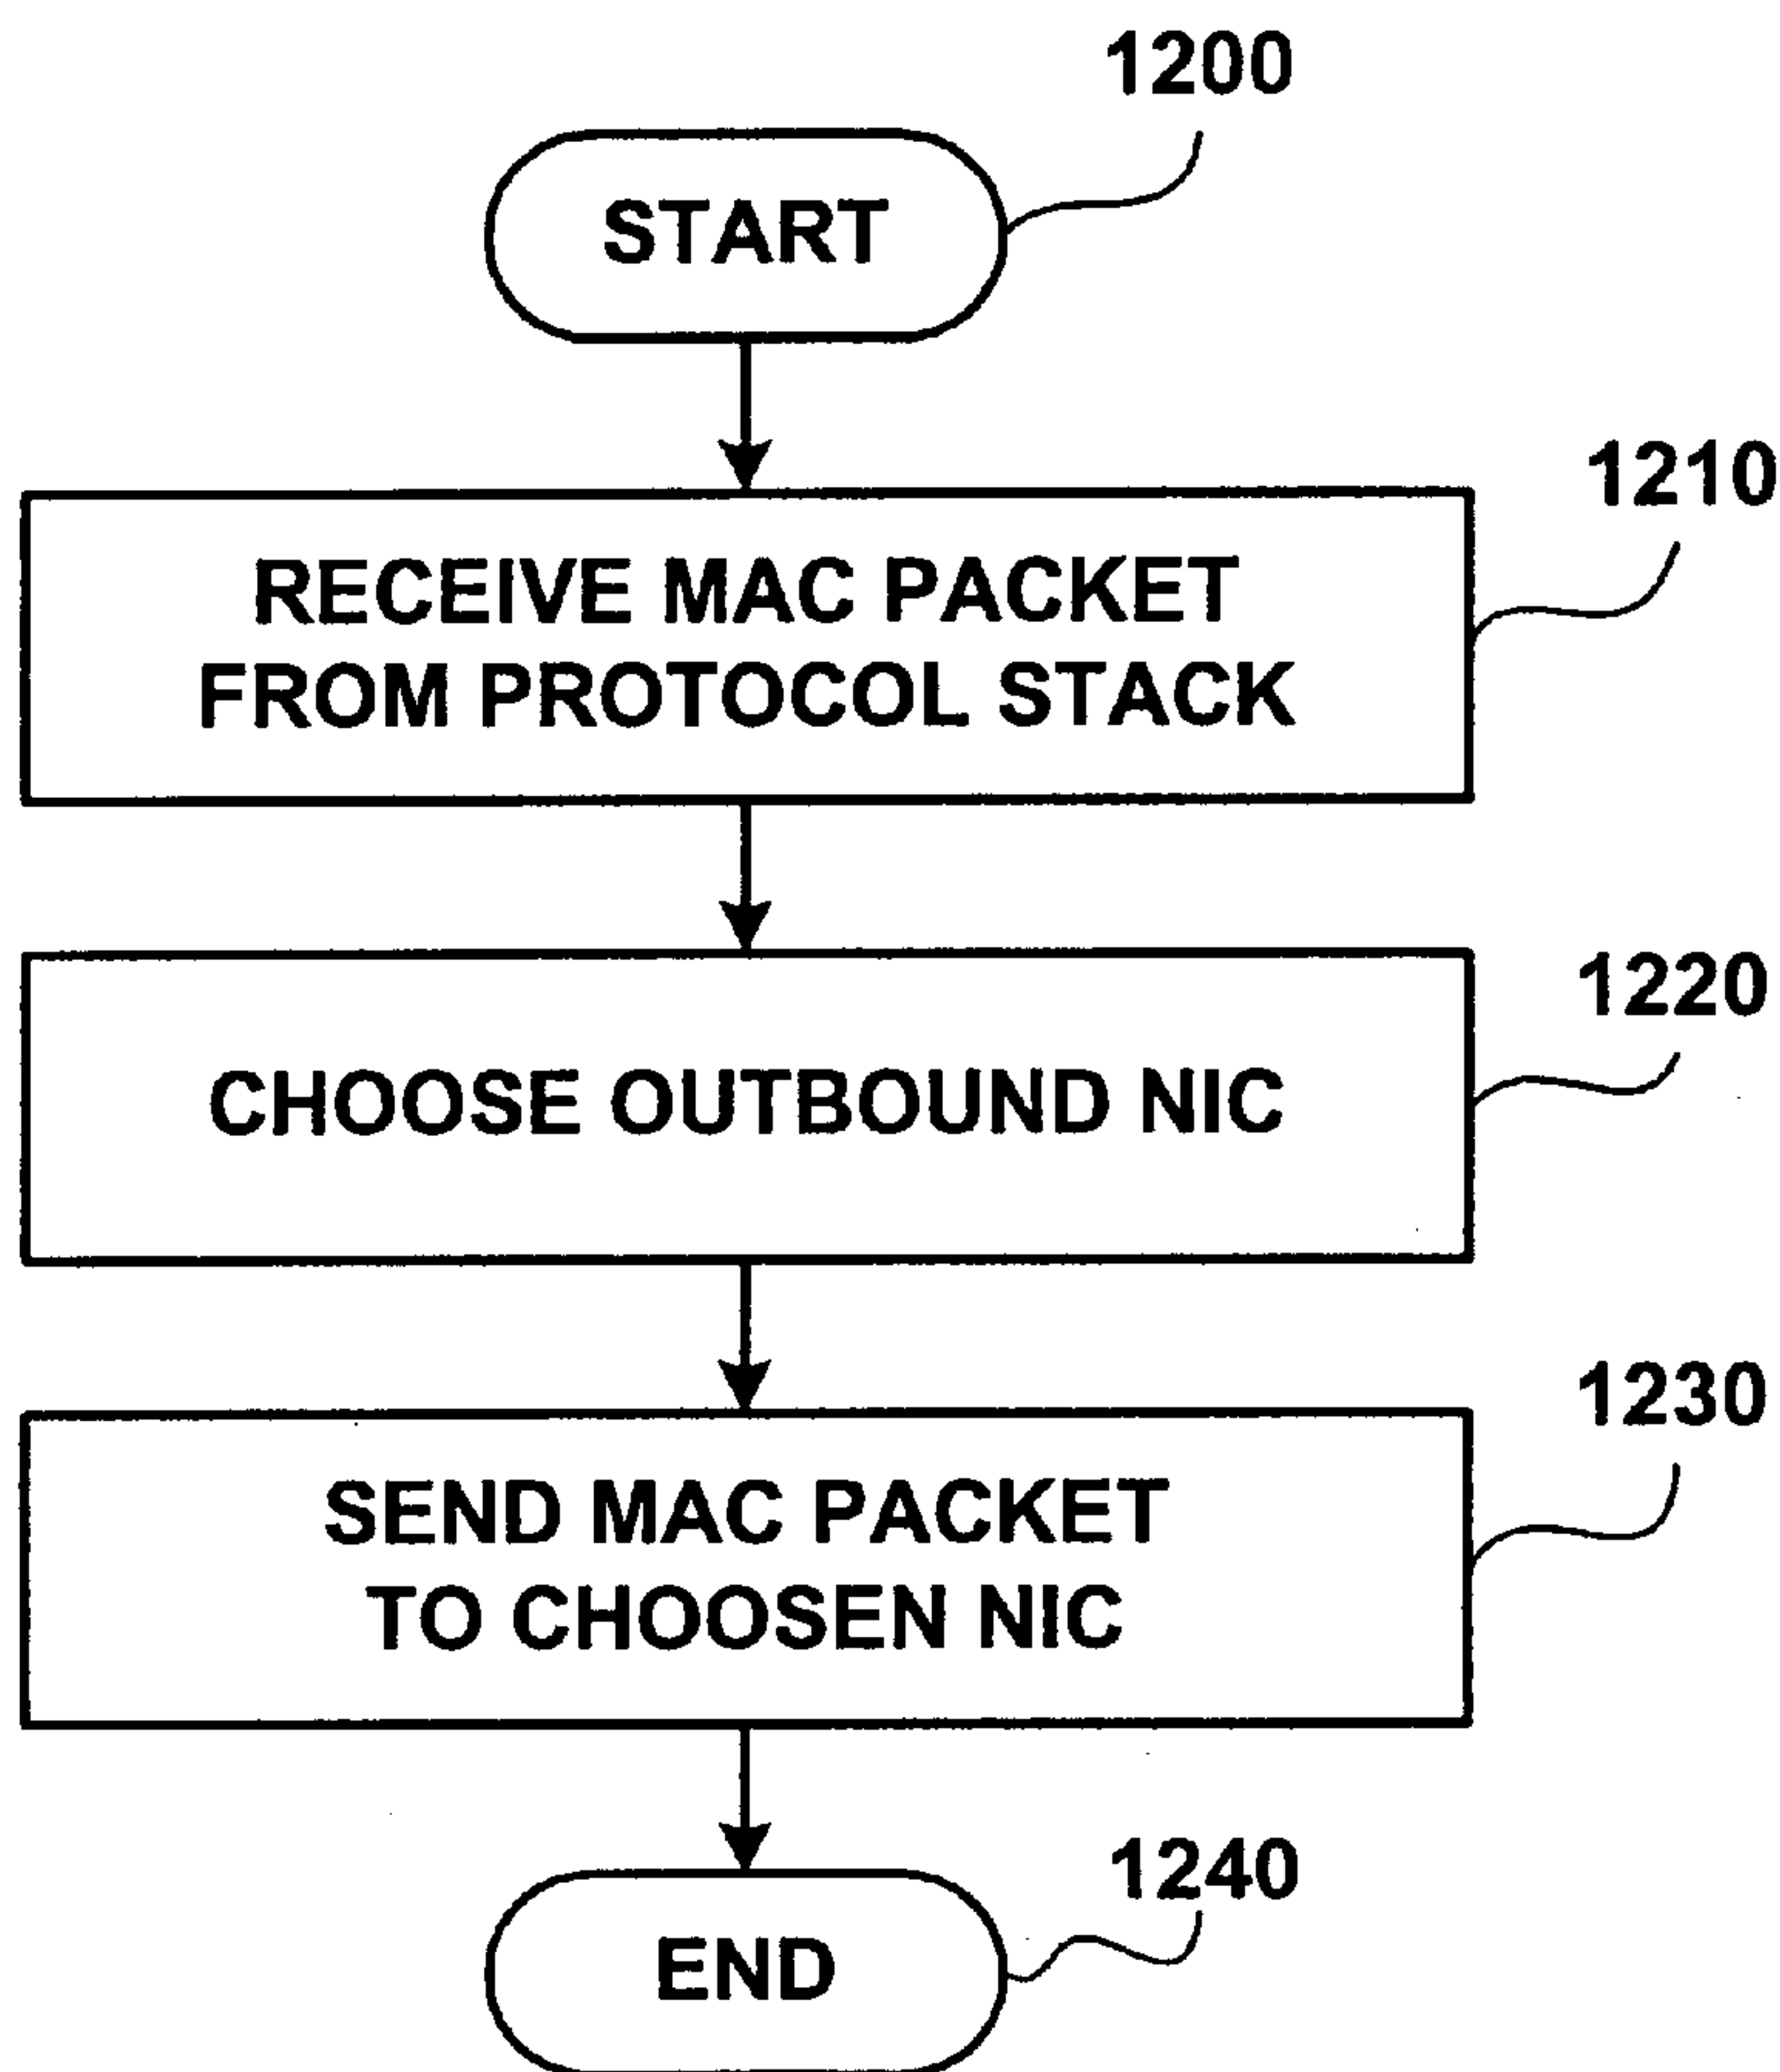 1200
START
1210
RECEIVE MAC PACKET
FROM PROTOCOL STACK
1220
CHOOSE OUTBOUND NIC
1230
SEND MAC PACKET
TO CHOOSEN NIC
1240
END